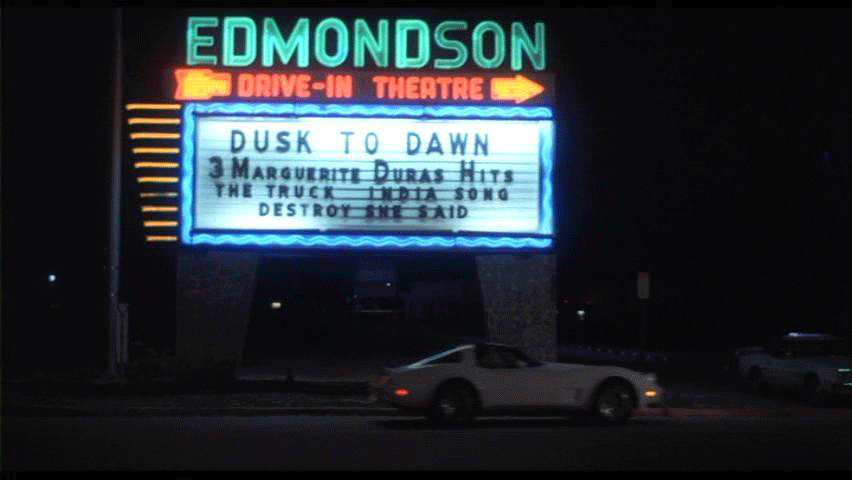 EDMONDSON
DRIVE-IN THEATRE
DUSK TO DAWN
3 MARGUERITE DURAS HITS
THE TRUCK INDIA SONG
DESTROY SHE SAID